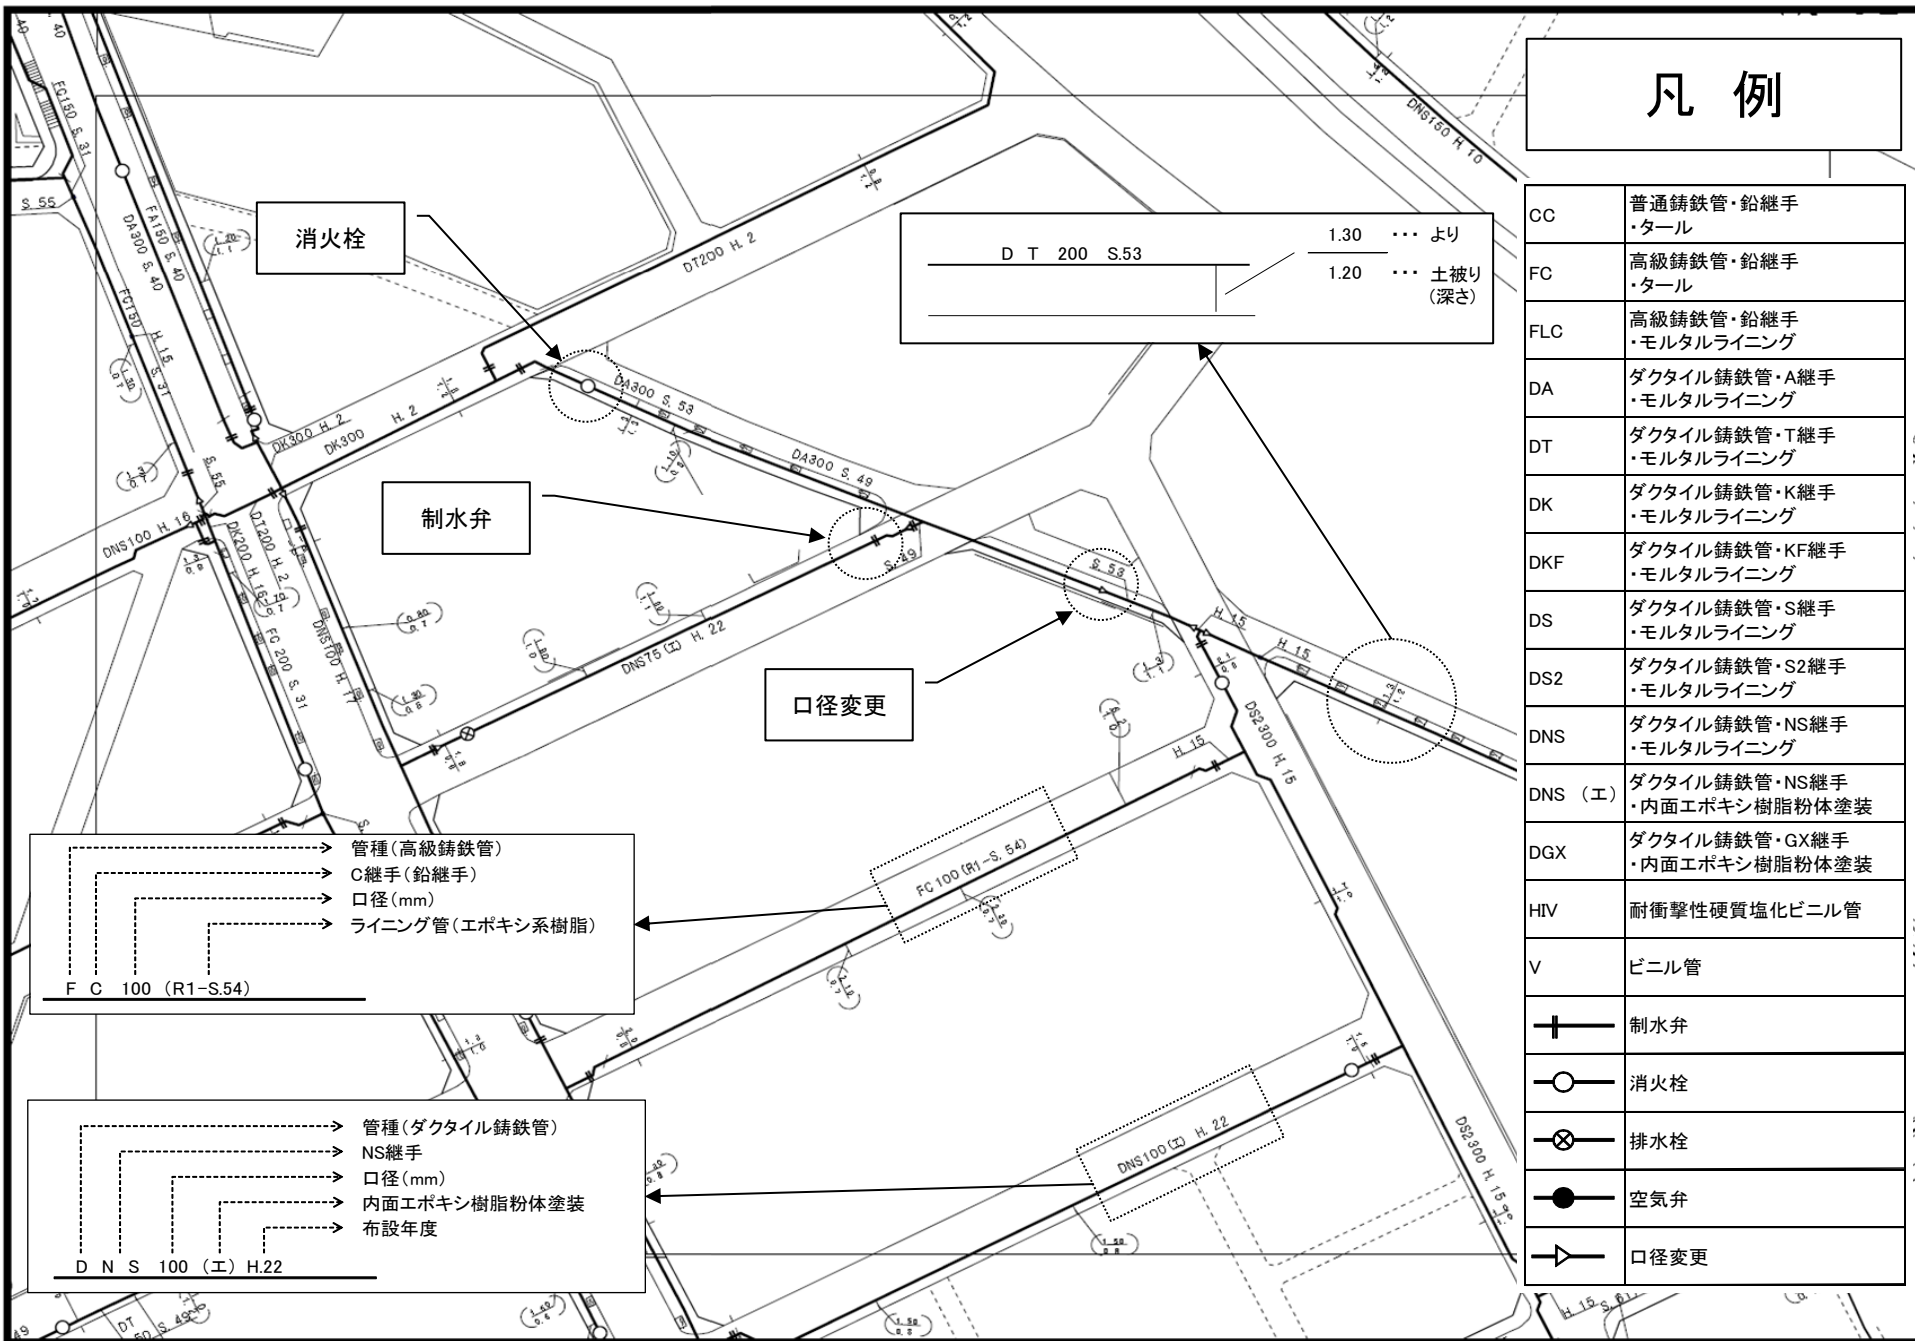 凡 例
CC
普通鋳鉄管・鉛継手
・タール
FC
高級鋳鉄管・鉛継手
・タール
FLC
高級鋳鉄管・鉛継手
・モルタルライニング
DA
ダクタイル鋳鉄管・A継手
・モルタルライニング
DT
ダクタイル鋳鉄管・T継手
・モルタルライニング
DK
ダクタイル鋳鉄管・K継手
・モルタルライニング
DKF
ダクタイル鋳鉄管・KF継手
・モルタルライニング
DS
ダクタイル鋳鉄管・S継手
・モルタルライニング
DS2
ダクタイル鋳鉄管・S2継手
・モルタルライニング
DNS
ダクタイル鋳鉄管・NS継手
・モルタルライニング
DNS (エ)
ダクタイル鋳鉄管・NS継手
・内面エポキシ樹脂粉体塗装
DGX
ダクタイル鋳鉄管・GX継手
・内面エポキシ樹脂粉体塗装
HIV
耐衝撃性硬質塩化ビニル管
V
ビニル管
制水弁
消火栓
排水栓
空気弁
口径変更
消火栓
制水弁
口径変更
D T 200 S.53
1.30 … より
1.20 … 土被り
(深さ)
管種(高級鋳鉄管)
C継手(鉛継手)
口径(mm)
ライニング管(エポキシ系樹脂)
F C 100 (R1-S.54)
管種(ダクタイル鋳鉄管)
NS継手
口径(mm)
内面エポキシ樹脂粉体塗装
布設年度
D N S 100 (エ) H.22
FC150 S. 31
S. 55
DA300 S. 40
FA150 S. 40
FC150 H. 15 S. 31
DK300 H. 2
DK300 H. 2
DT200 H. 2
DNS150 H. 10
DA300 S. 53
DA300 S. 49
S. 49
S. 53
H. 15
H. 15
S. 55
DNS100 H. 16
DK200 H. 16
DT200 H. 2
FC 200 S. 31
DNS100 H. 17
DNS75 (エ) H. 22
H. 15
DS2300 H. 15
FC 100 (R1-S. 54)
DNS100 (エ) H. 22
DS2300 H. 15
H. 15